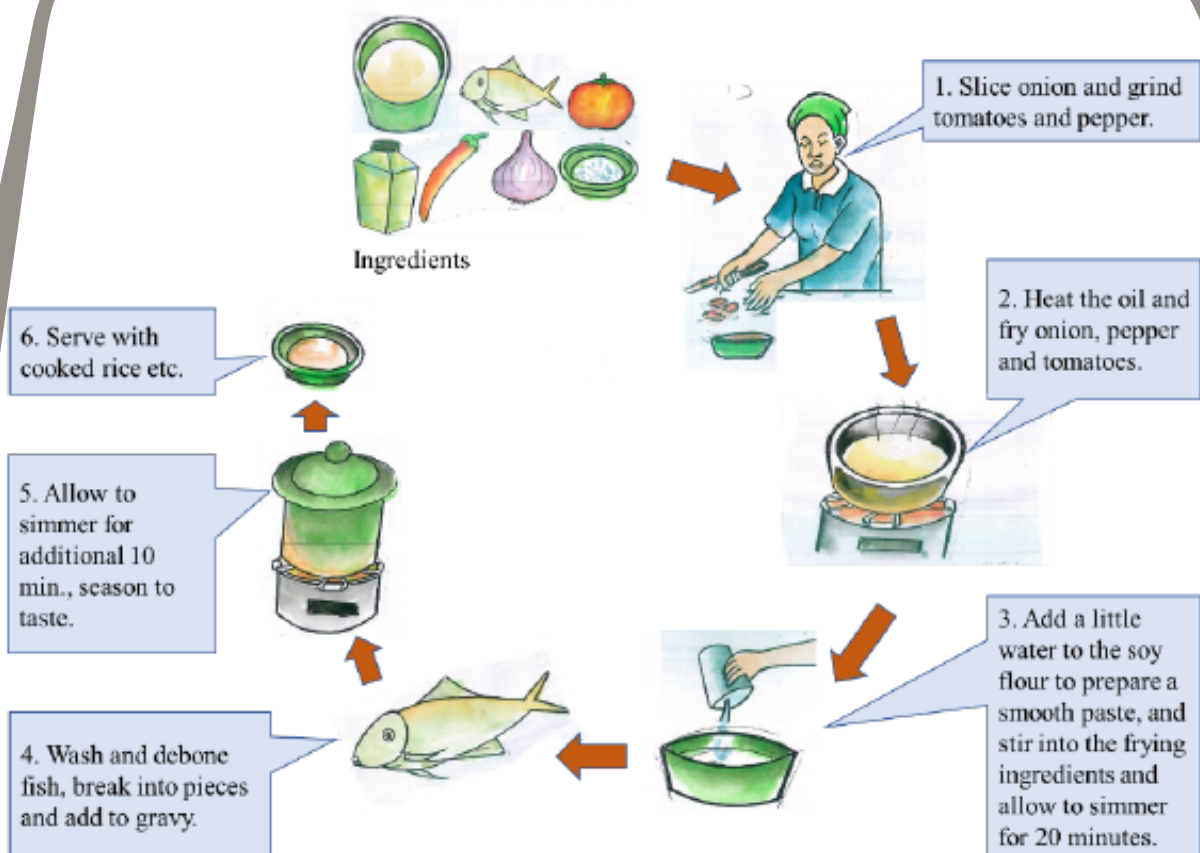 Ingredients
1. Slice onion and grind
tomatoes and pepper.
2. Heat the oil and
fry onion, pepper
and tomatoes.
3. Add a little
water to the soy
flour to prepare a
smooth paste, and
stir into the frying
ingredients and
allow to simmer
for 20 minutes.
4. Wash and debone
fish, break into pieces
and add to gravy.
5. Allow to
simmer for
additional 10
min., season to
taste.
6. Serve with
cooked rice etc.